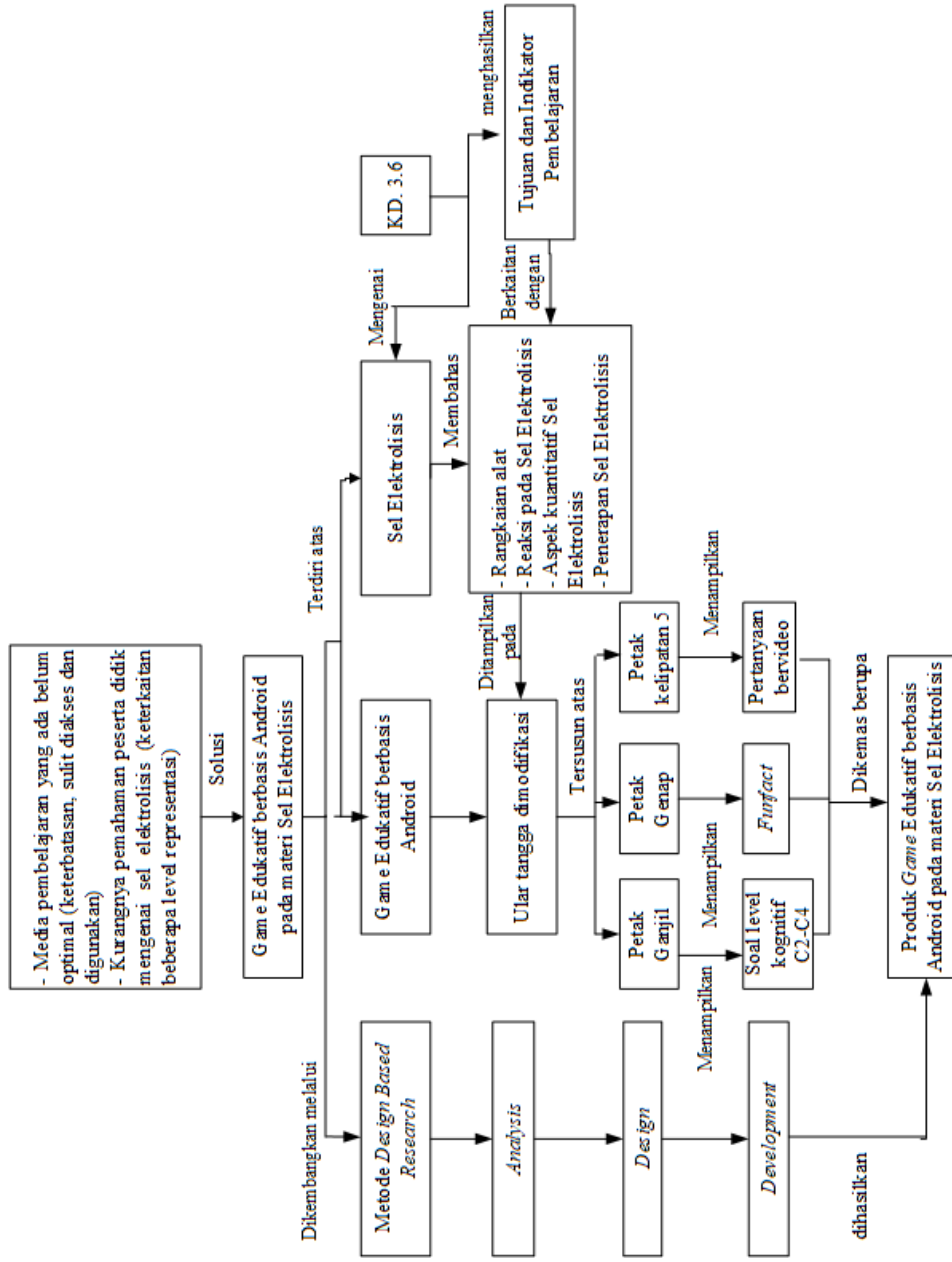 - Media pembelajaran yang ada belum
optimal (keterbatasan, sulit diakses dan
digunakan)
- Kurangnya pemahaman peserta didik
mengenai sel elektrolisis (keterkaitan
beberapa level representasi)
Solusi
Game Edukatif berbasis Android
pada materi Sel Elektrolisis
Dikembangkan melalui
Terdiri atas
Metode Design Based
Research
Game Edukatif berbasis
Android
Sel Elektrolisis
Mengenai
KD. 3.6
menghasilkan
Membahas
Analysis
Ular tangga dimodifikasi
Ditampilkan
pada
- Rangkaian alat
- Reaksi pada Sel Elektrolisis
- Aspek kuantitatif Sel
Elektrolisis
- Penerapan Sel Elektrolisis
Berkaitan
dengan
Tujuan dan Indikator
Pembelajaran
Tersusun atas
Design
Petak
Ganjil
Petak
Genap
Petak
kelipatan 5
Menampilkan
Menampilkan
Menampilkan
Development
Soal level
kognitif
C2-C4
Funfact
Pertanyaan
bervideo
dihasilkan
Dikemas berupa
Produk Game Edukatif berbasis
Android pada materi Sel Elektrolisis